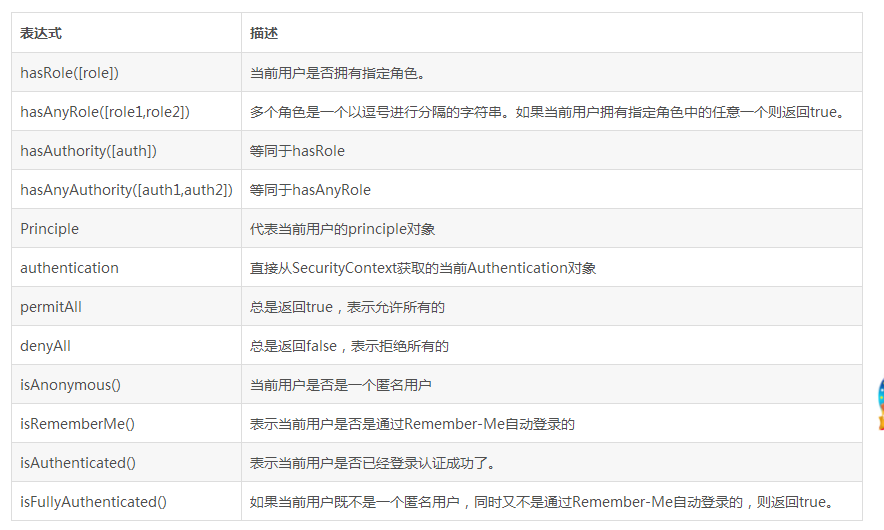 表达式 描述
hasRole([role]) 当前用户是否拥有指定角色。
hasAnyRole([role1,role2]) 多个角色是一个以逗号进行分隔的字符串。如果当前用户拥有指定角色中的任意一个则返回true。
hasAuthority([auth]) 等同于hasRole
hasAnyAuthority([auth1,auth2]) 等同于hasAnyRole
Principle 代表当前用户的principle对象
authentication 直接从SecurityContext获取的当前Authentication对象
permitAll 总是返回true，表示允许所有的
denyAll 总是返回false，表示拒绝所有的
isAnonymous() 当前用户是否是一个匿名用户
isRememberMe() 表示当前用户是否是通过Remember-Me自动登录的
isAuthenticated() 表示当前用户是否已经登录认证成功了。
isFullyAuthenticated() 如果当前用户既不是一个匿名用户，同时又不是通过Remember-Me自动登录的，则返回true。